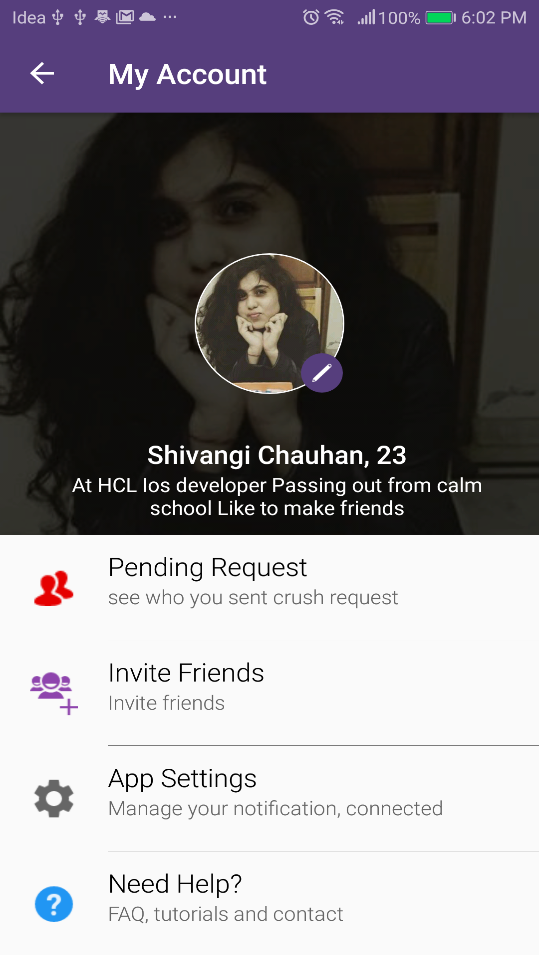 Idea 100% 6:02 PM
My Account
Shivangi Chauhan, 23
At HCL Ios developer Passing out from calm
school Like to make friends
Pending Request
see who you sent crush request
Invite Friends
Invite friends
App Settings
Manage your notification, connected
Need Help?
FAQ, tutorials and contact